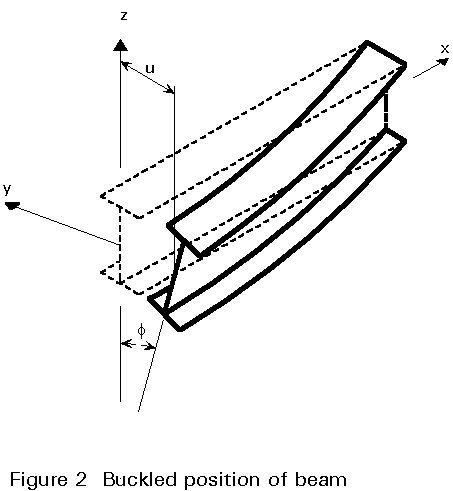 z
u
x
y
ϕ
Figure 2 Buckled position of beam